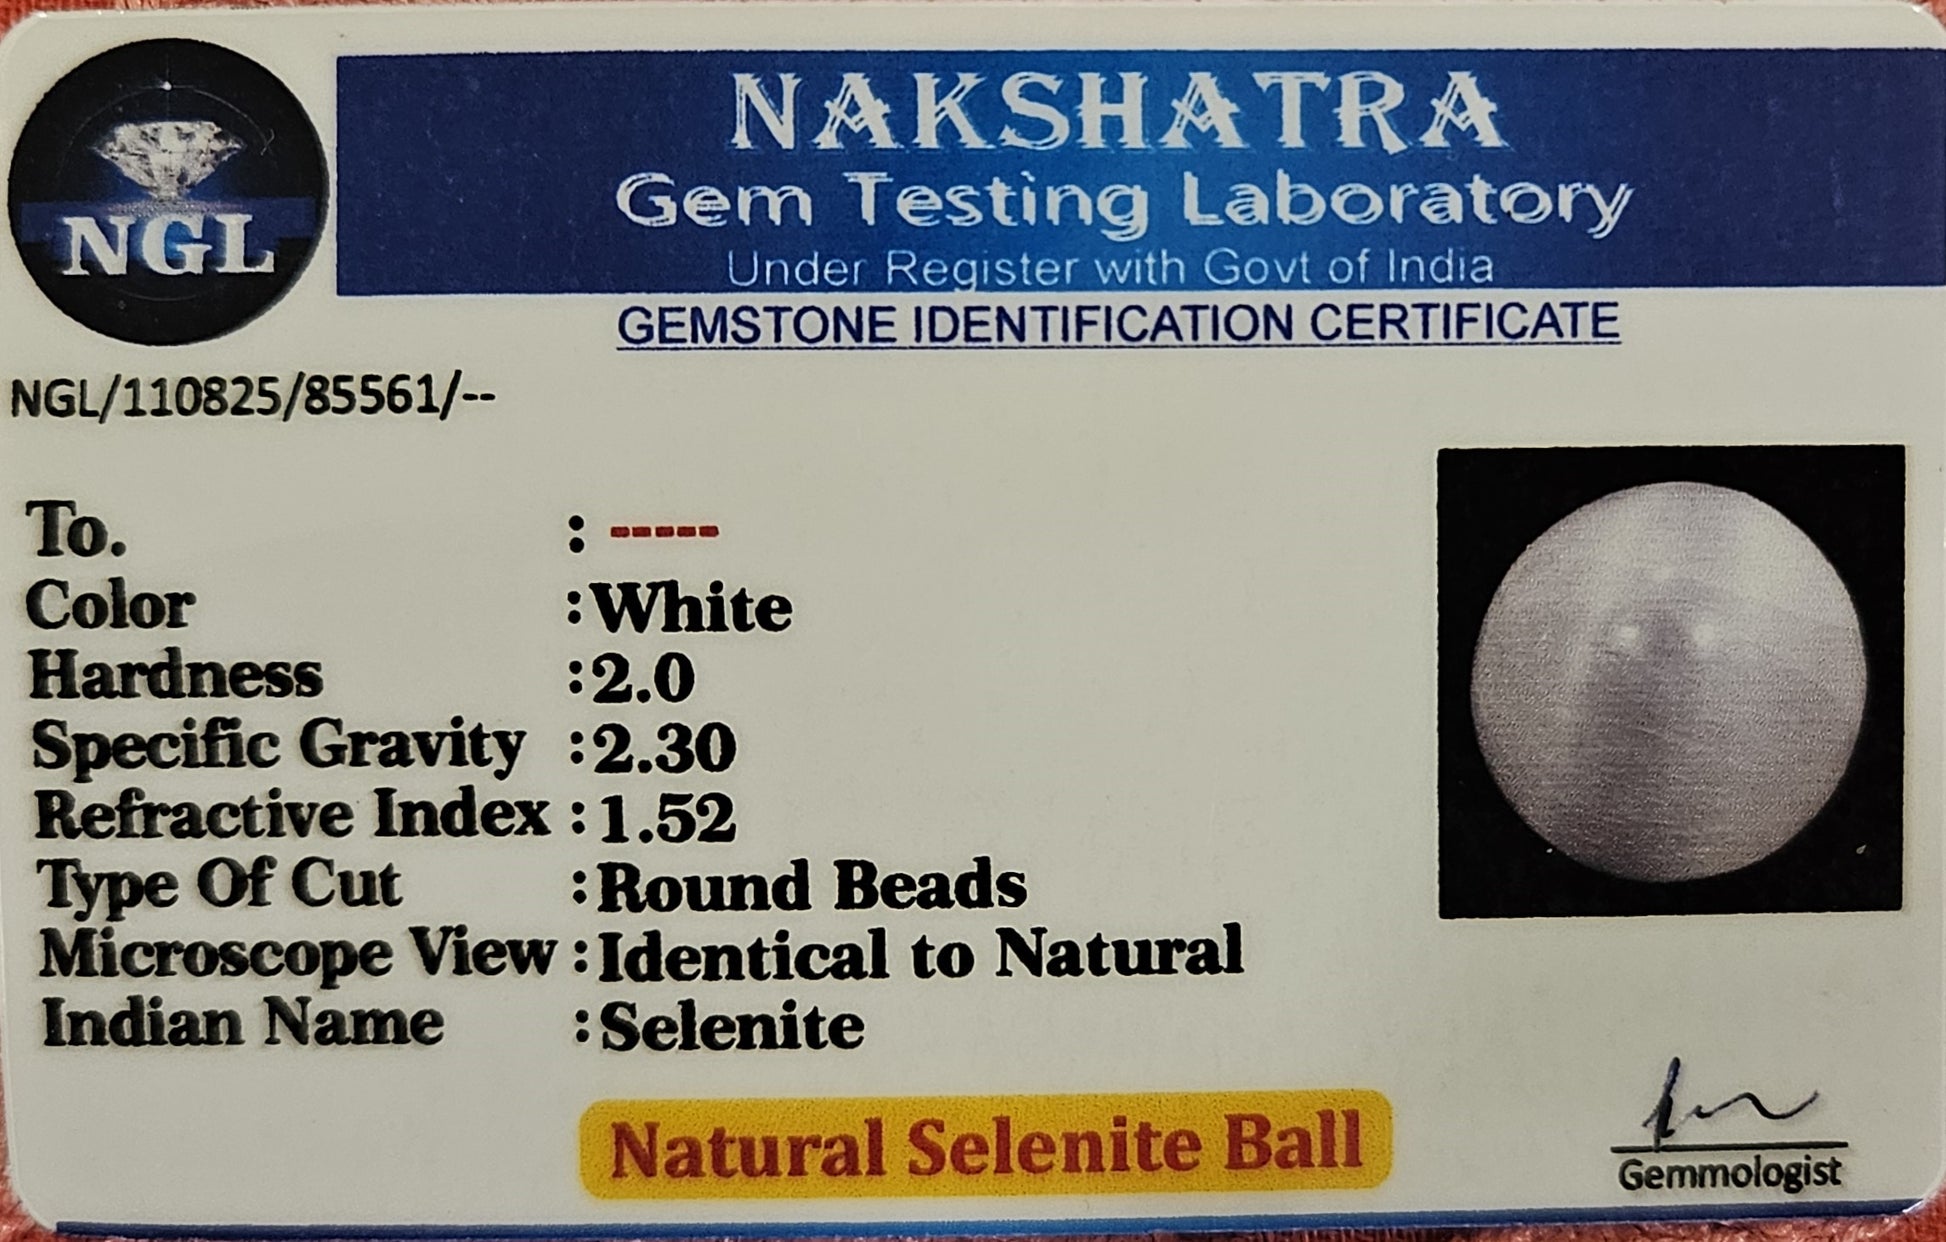 NGL
NAKSHATRA
Gem Testing Laboratory
Under Register with Govt of India
GEMSTONE IDENTIFICATION CERTIFICATE
NGL/110825/85561/--
To. : -----
Color :White
Hardness :2.0
Specific Gravity :2.30
Refractive Index :1.52
Type Of Cut :Round Beads
Microscope View :Identical to Natural
Indian Name :Selenite
Natural Selenite Ball
Gemmologist